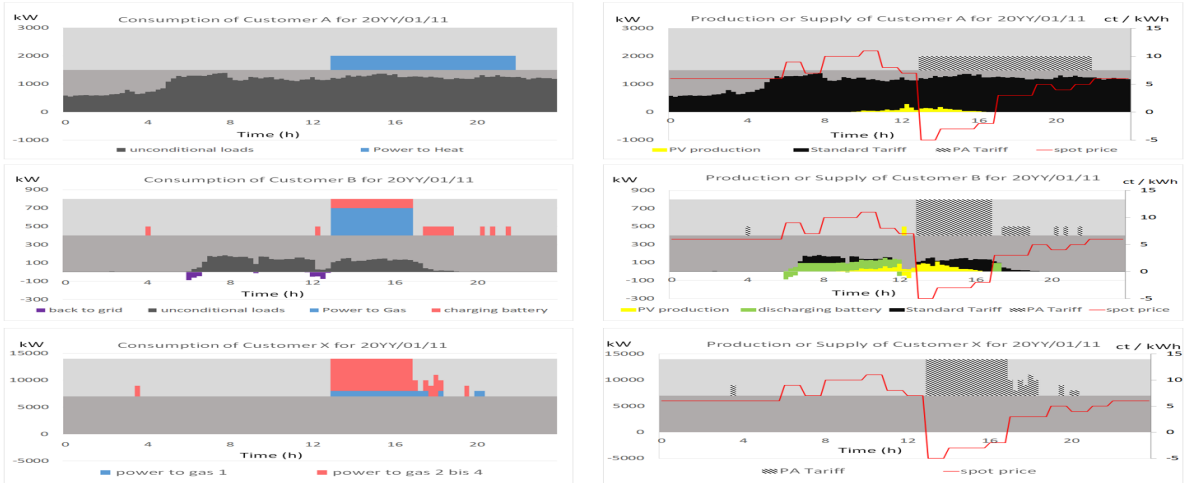 kW
Consumption of Customer A for 20YY/01/11
3000
2000
1000
0
-1000
0 4 8 12 16 20
Time (h)
unconditional loads Power to Heat
kW
Production or Supply of Customer A for 20YY/01/11
ct / kWh
3000 15
2000 10
1000 5
0 0
-1000 -5
0 4 8 12 16 20
Time (h)
PV production Standard Tariff PA Tariff spot price
kW
Consumption of Customer B for 20YY/01/11
900
700
500
300
100
-100
-300
0 4 8 12 16 20
Time (h)
back to grid unconditional loads Power to Gas charging battery
kW
Production or Supply of Customer B for 20YY/01/11
ct / kWh
900 15
700 10
500
300 5
100 0
-100
-300 -5
0 4 8 12 16 20
Time (h)
PV production discharging battery Standard Tariff PA Tariff spot price
kW
Consumption of Customer X for 20YY/01/11
15000
10000
5000
0
-5000
0 4 8 12 16 20
Time (h)
power to gas 1 power to gas 2 bis 4
kW
Production or Supply of Customer X for 20YY/01/11
ct / kWh
15000 15
10000 10
5000 5
0 0
-5000 -5
0 4 8 12 16 20
Time (h)
PA Tariff spot price